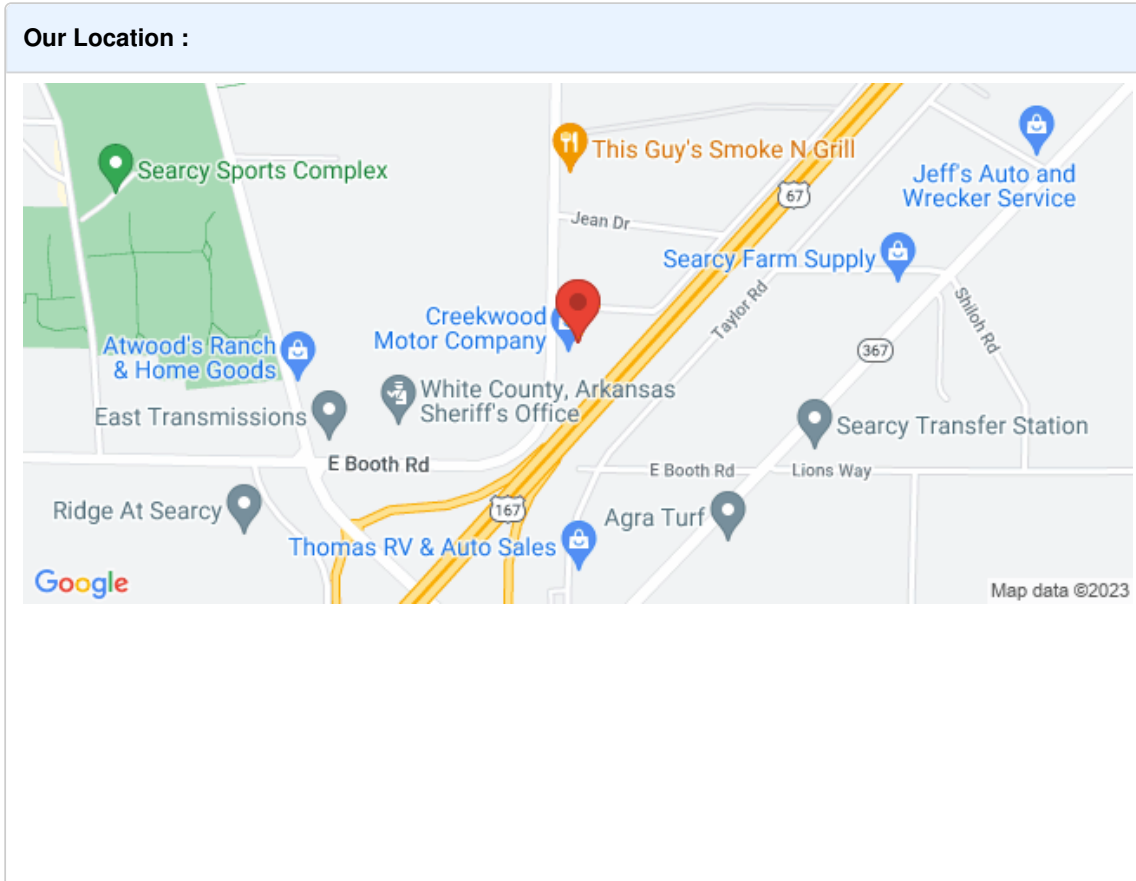 Our Location :
This Guy's Smoke N Grill
Searcy Sports Complex
Jeff's Auto and
Wrecker Service
67
Jean Dr
Searcy Farm Supply
Taylor Rd
Shiloh Rd
Creekwood
Motor Company
367
Atwood's Ranch
& Home Goods
White County, Arkansas
Sheriff's Office
East Transmissions
Searcy Transfer Station
E Booth Rd
E Booth Rd
Lions Way
Ridge At Searcy
167
Agra Turf
Thomas RV & Auto Sales
Google
Map data ©2023